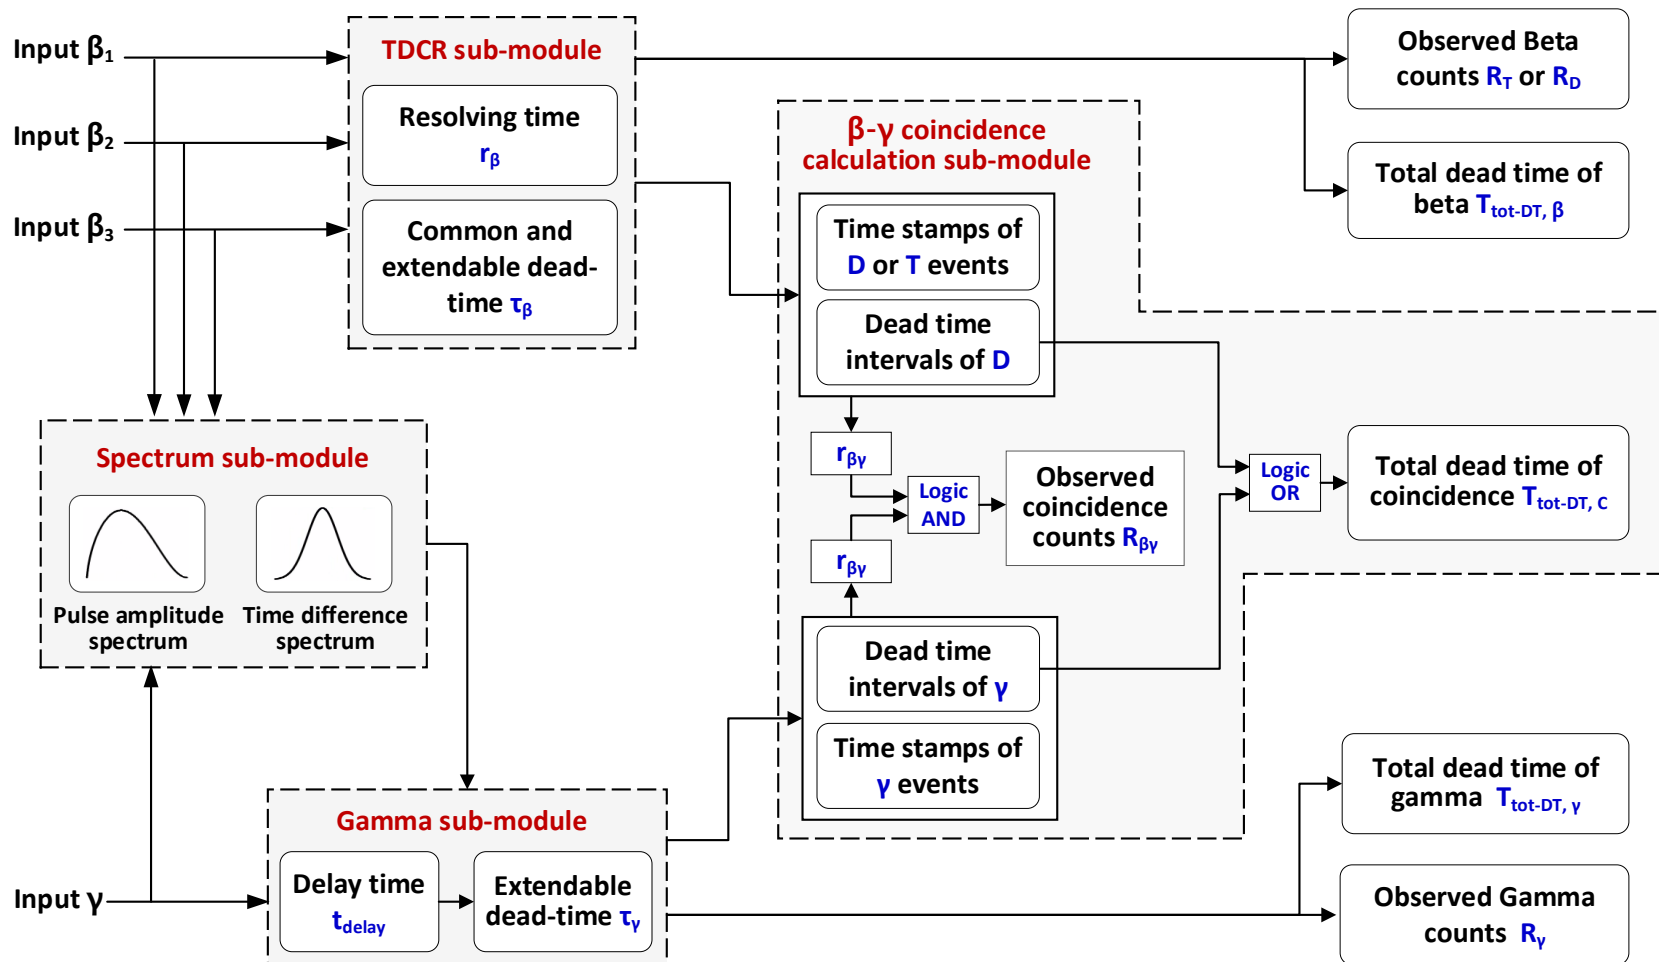 Input β1
Input β2
Input β3
TDCR sub-module
Resolving time
rβ
Common and
extendable dead-
time τβ
Observed Beta
counts RT or RD
Total dead time of
beta Ttot-DT, β
β-γ coincidence
calculation sub-module
Time stamps of
D or T events
Dead time
intervals of D
rβγ
Logic
AND
Observed
coincidence
counts Rβγ
rβγ
Logic
OR
Total dead time of
coincidence Ttot-DT, C
Dead time
intervals of γ
Time stamps of
γ events
Spectrum sub-module
Pulse amplitude
spectrum
Time difference
spectrum
Input γ
Gamma sub-module
Delay time
tdelay
Extendable
dead-time τγ
Total dead time of
gamma Ttot-DT, γ
Observed Gamma
counts Rγ